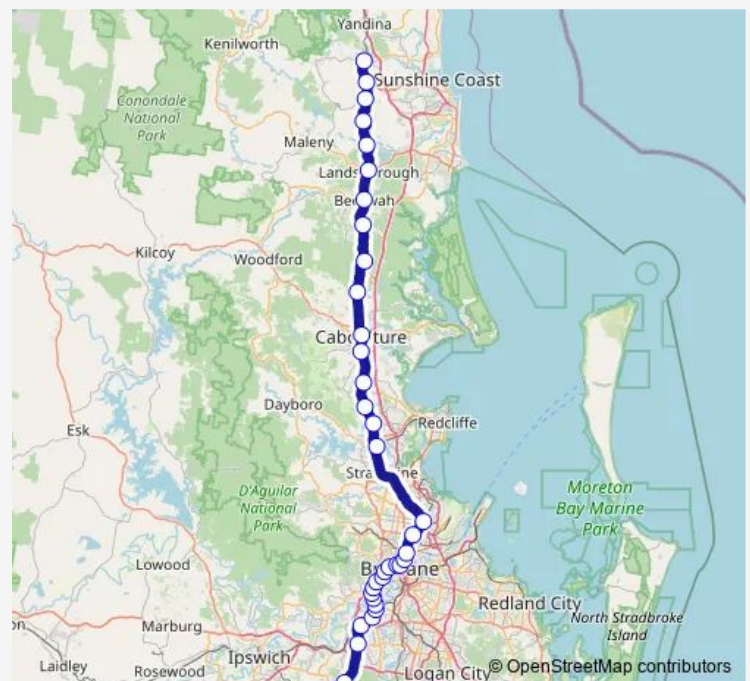 Yandina
Kenilworth
Sunshine Coast
Conondale
National
Park
Maleny
Landsborough
Beerwah
Kilcoy
Woodford
Caboolture
Dayboro
Redcliffe
Esk
Strathpine
D'Aguilar
National
Park
Moreton
Bay Marine
Park
Lowood
Brisbane
Redland City
North Stradbroke
Island
Marburg
Ipswich
Laidley
Rosewood
Logan City
© OpenStreetMap contributors